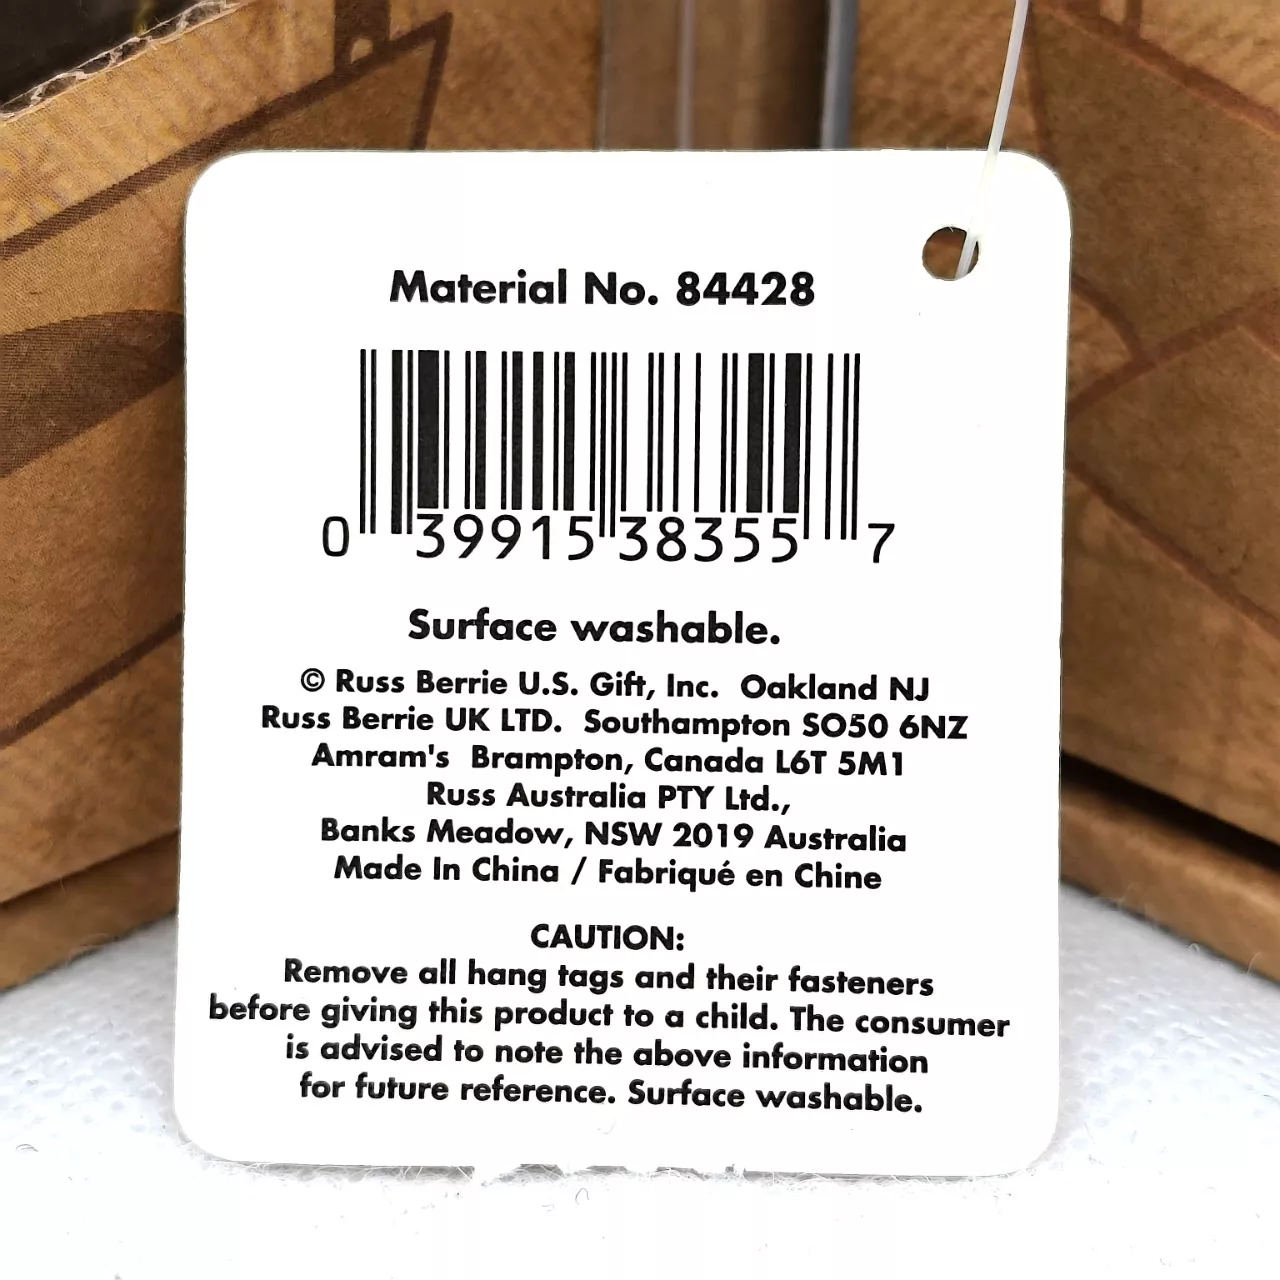 Material No. 84428
0 39915 38355 7
Surface washable.
© Russ Berrie U.S. Gift, Inc. Oakland NJ
Russ Berrie UK LTD. Southampton SO50 6NZ
Amram's Brampton, Canada L6T 5M1
Russ Australia PTY Ltd.,
Banks Meadow, NSW 2019 Australia
Made In China / Fabriqué en Chine
CAUTION:
Remove all hang tags and their fasteners
before giving this product to a child. The consumer
is advised to note the above information
for future reference. Surface washable.